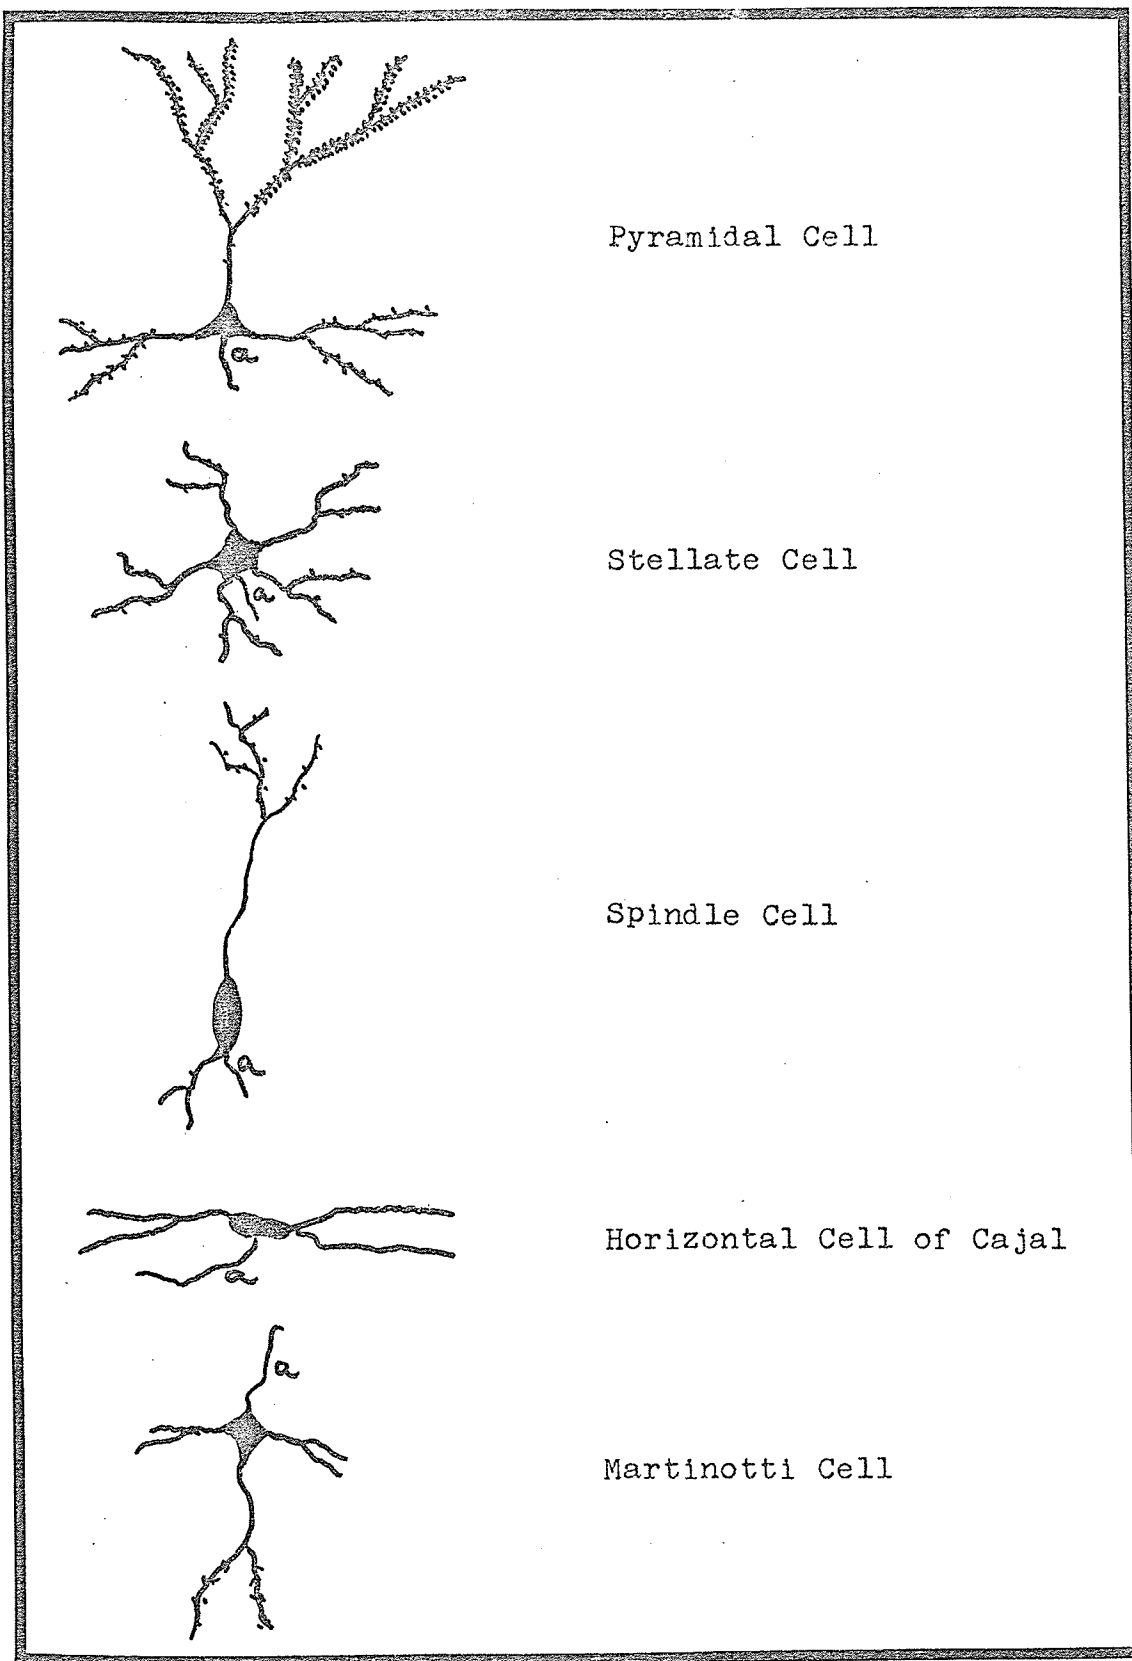 Pyramidal Cell
a
Stellate Cell
a
Spindle Cell
a
Horizontal Cell of Cajal
a
a
Martinotti Cell